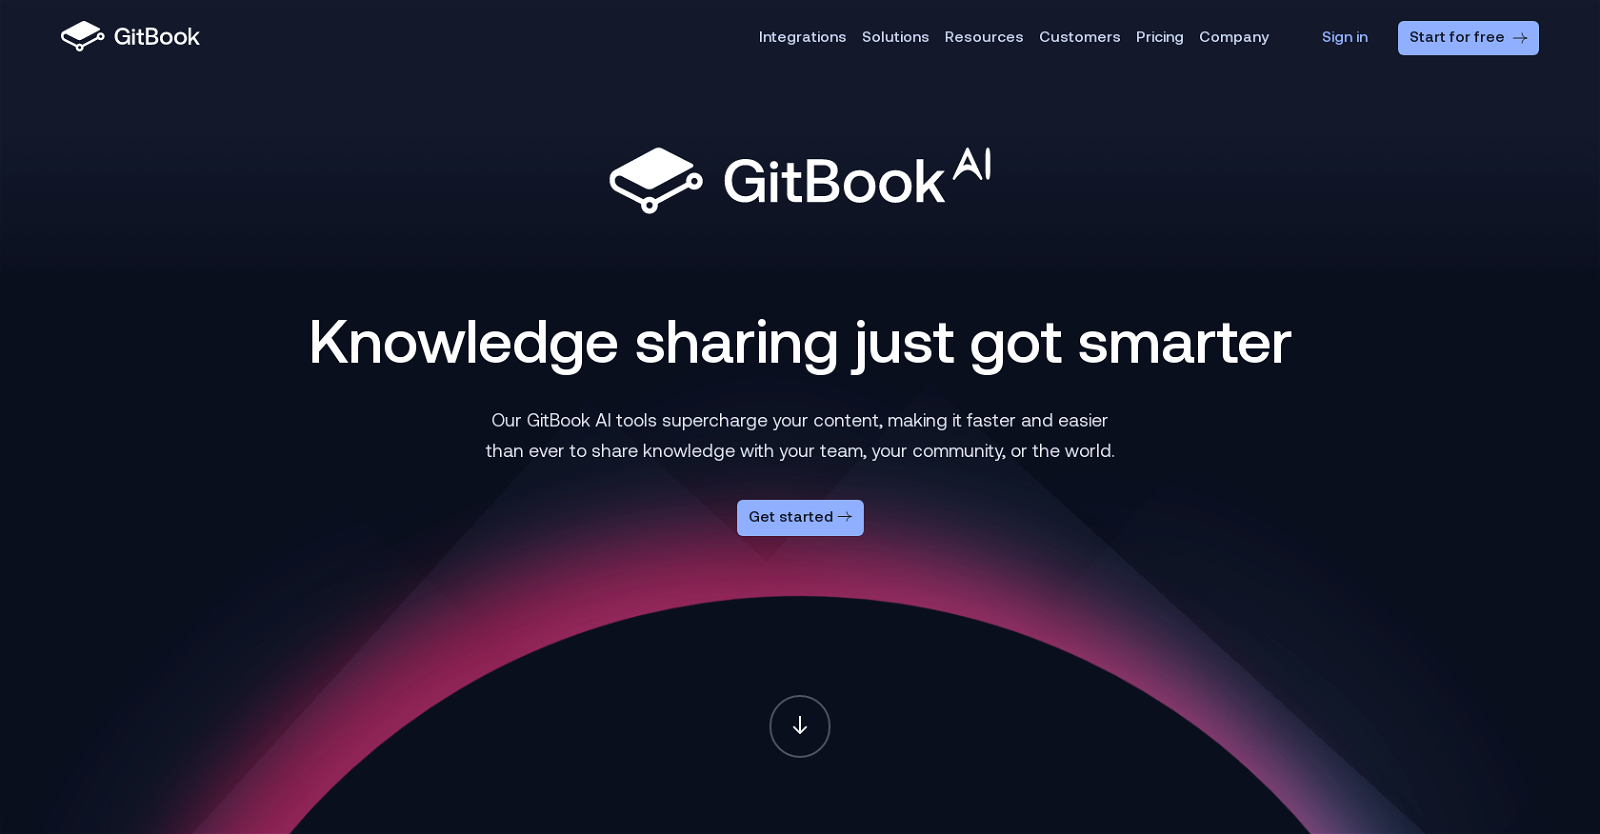 GitBook
Integrations Solutions Resources Customers Pricing Company Sign in Start for free →
GitBook AI
Knowledge sharing just got smarter
Our GitBook AI tools supercharge your content, making it faster and easier
than ever to share knowledge with your team, your community, or the world.
Get started →